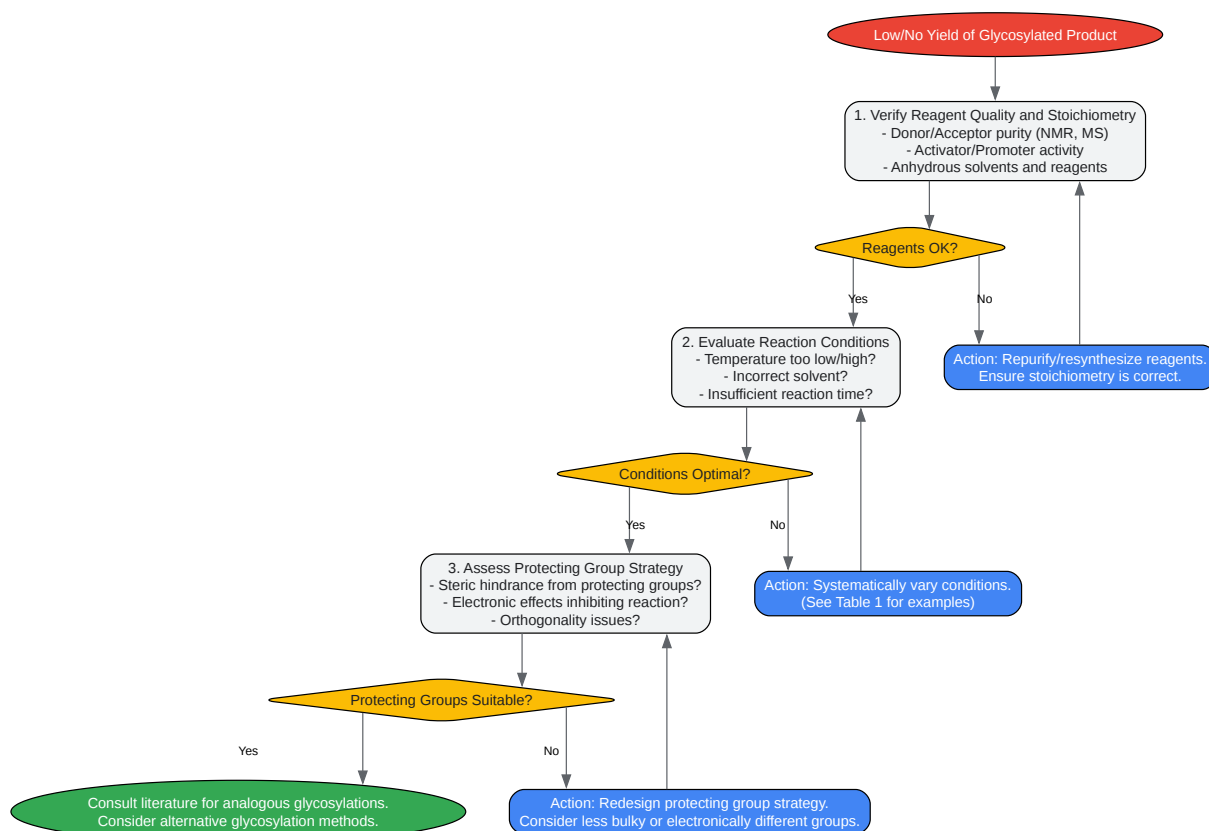 Low/No Yield of Glycosylated Product
1. Verify Reagent Quality and Stoichiometry
- Donor/Acceptor purity (NMR, MS)
- Activator/Promoter activity
- Anhydrous solvents and reagents
Reagents OK?
Yes
No
2. Evaluate Reaction Conditions
- Temperature too low/high?
- Incorrect solvent?
- Insufficient reaction time?
Action: Repurify/resynthesize reagents.
Ensure stoichiometry is correct.
Conditions Optimal?
Yes
No
3. Assess Protecting Group Strategy
- Steric hindrance from protecting groups?
- Electronic effects inhibiting reaction?
- Orthogonality issues?
Action: Systematically vary conditions.
(See Table 1 for examples)
Protecting Groups Suitable?
Yes
No
Consult literature for analogous glycosylations.
Consider alternative glycosylation methods.
Action: Redesign protecting group strategy.
Consider less bulky or electronically different groups.